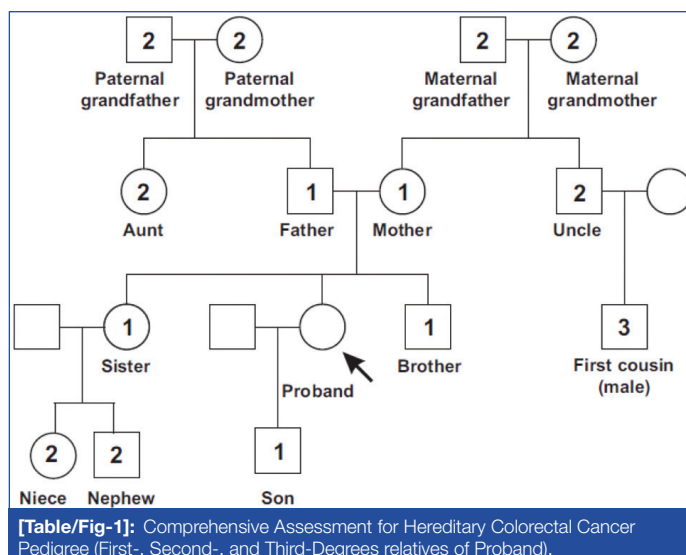 2 2 2 2
Paternal grandfather
Paternal grandmother
Maternal grandfather
Maternal grandmother
2 1 1 2
Aunt Father Mother Uncle
1 1 3
Sister Proband Brother First cousin
(male)
2 2 1
Niece Nephew Son
[Table/Fig-1]: Comprehensive Assessment for Hereditary Colorectal Cancer
Pedigree (First-, Second-, and Third-Degrees relatives of Proband).